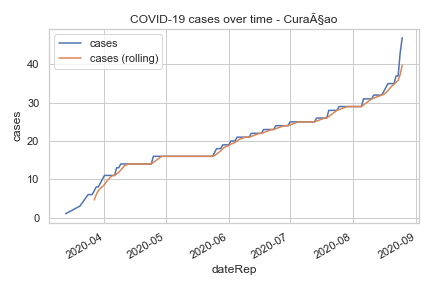 COVID-19 cases over time - CuraÃ§ao
cases
cases (rolling)
cases
40
30
20
10
0
2020-04
2020-05
2020-06
2020-07
2020-08
2020-09
dateRep